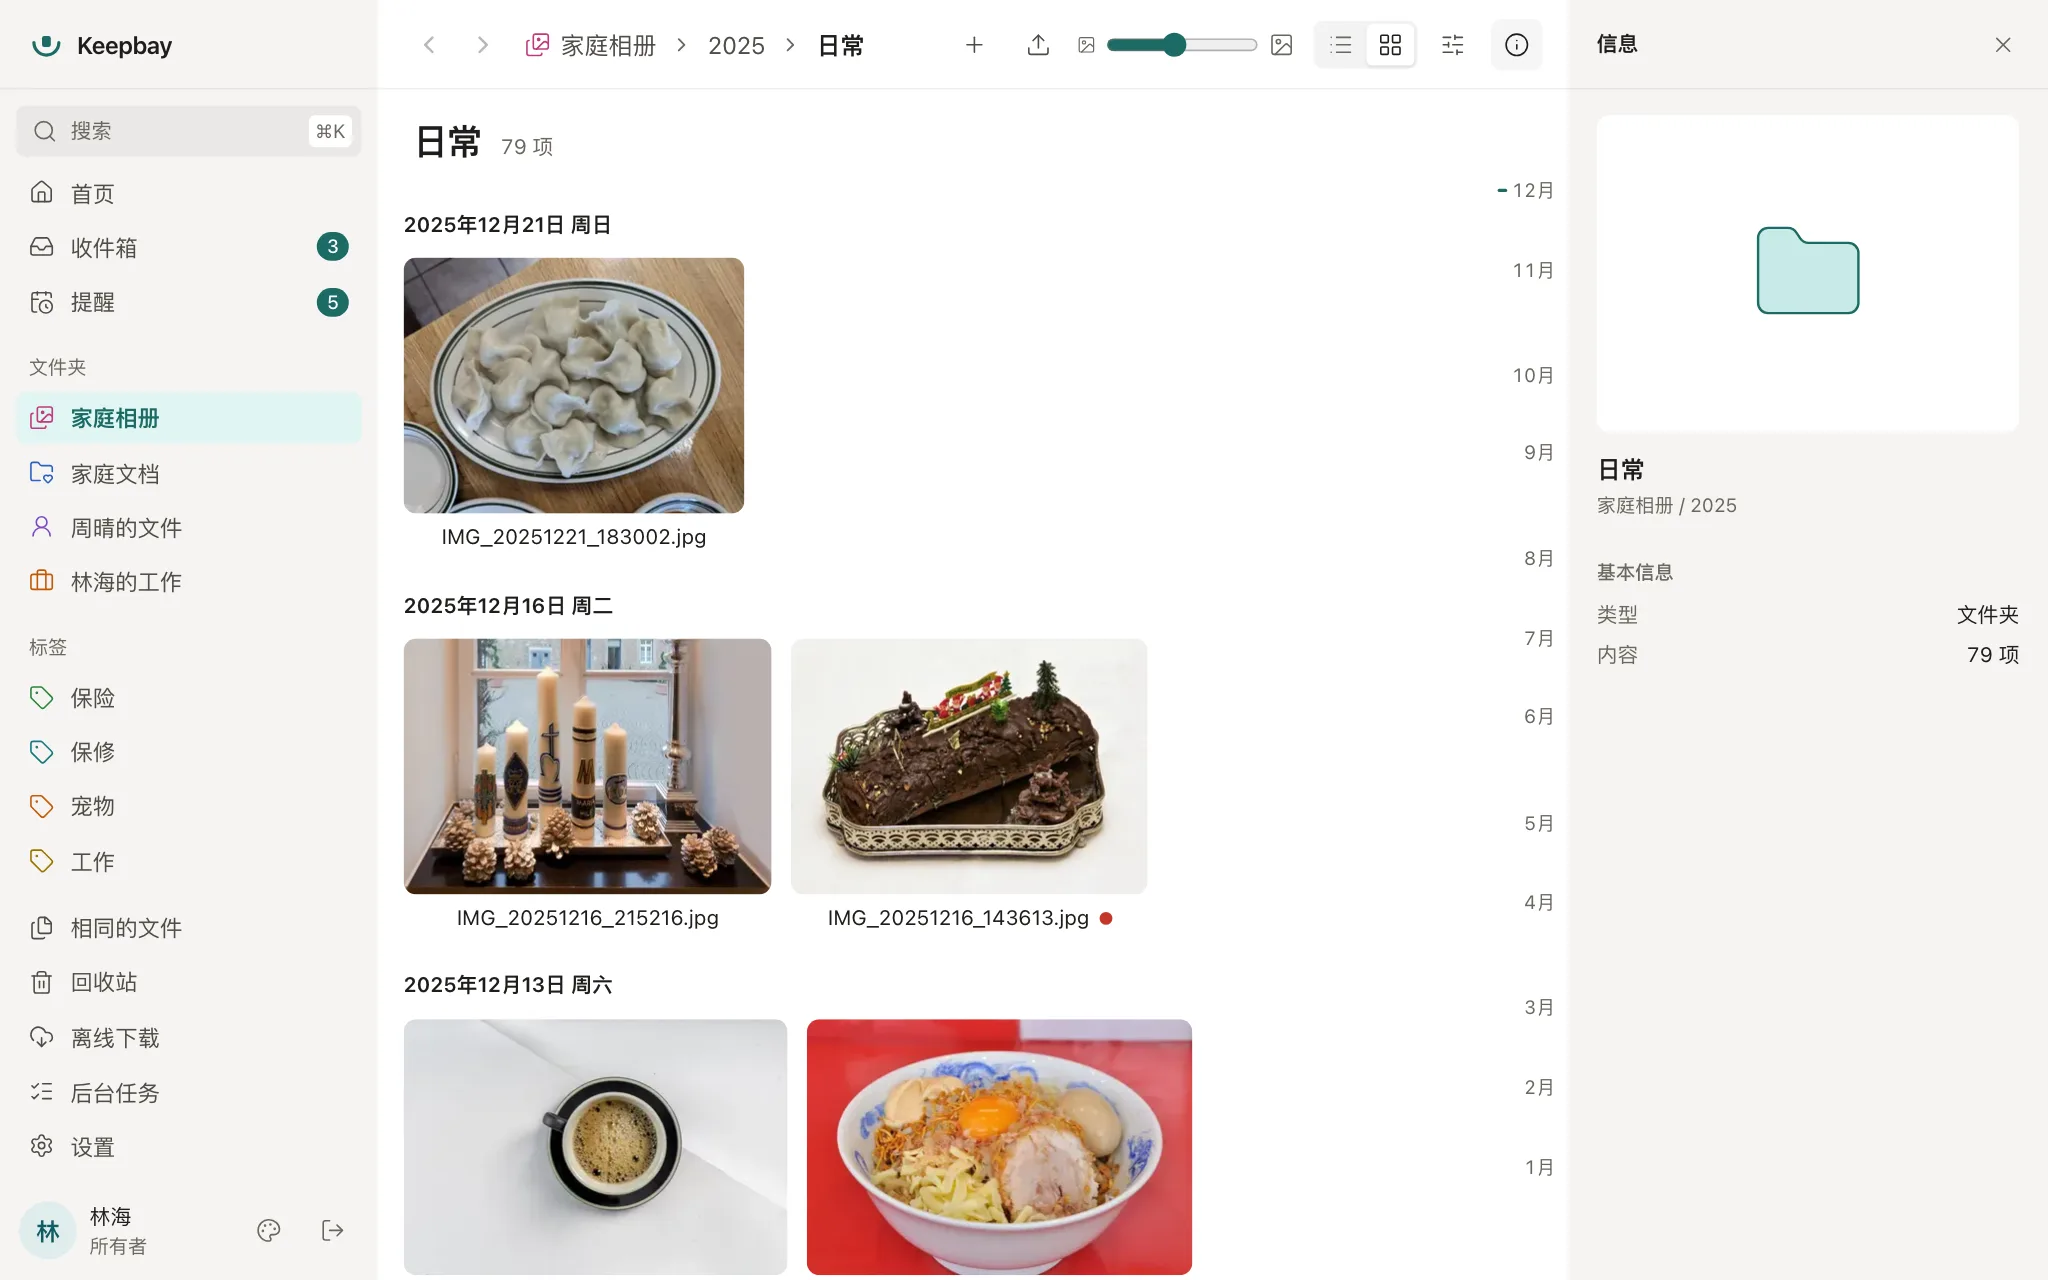 Keepbay
搜索 ⌘K
首页
收件箱 3
提醒 5
文件夹
家庭相册
家庭文档
周晴的文件
林海的工作
标签
保险
保修
宠物
工作
相同的文件
回收站
离线下载
后台任务
设置
林 林海
所有者
家庭相册 2025 日常
日常 79 项
2025年12月21日 周日
IMG_20251221_183002.jpg
2025年12月16日 周二
IMG_20251216_215216.jpg IMG_20251216_143613.jpg
2025年12月13日 周六
12月
11月
10月
9月
8月
7月
6月
5月
4月
3月
2月
1月
信息
日常
家庭相册 / 2025
基本信息
类型 文件夹
内容 79 项